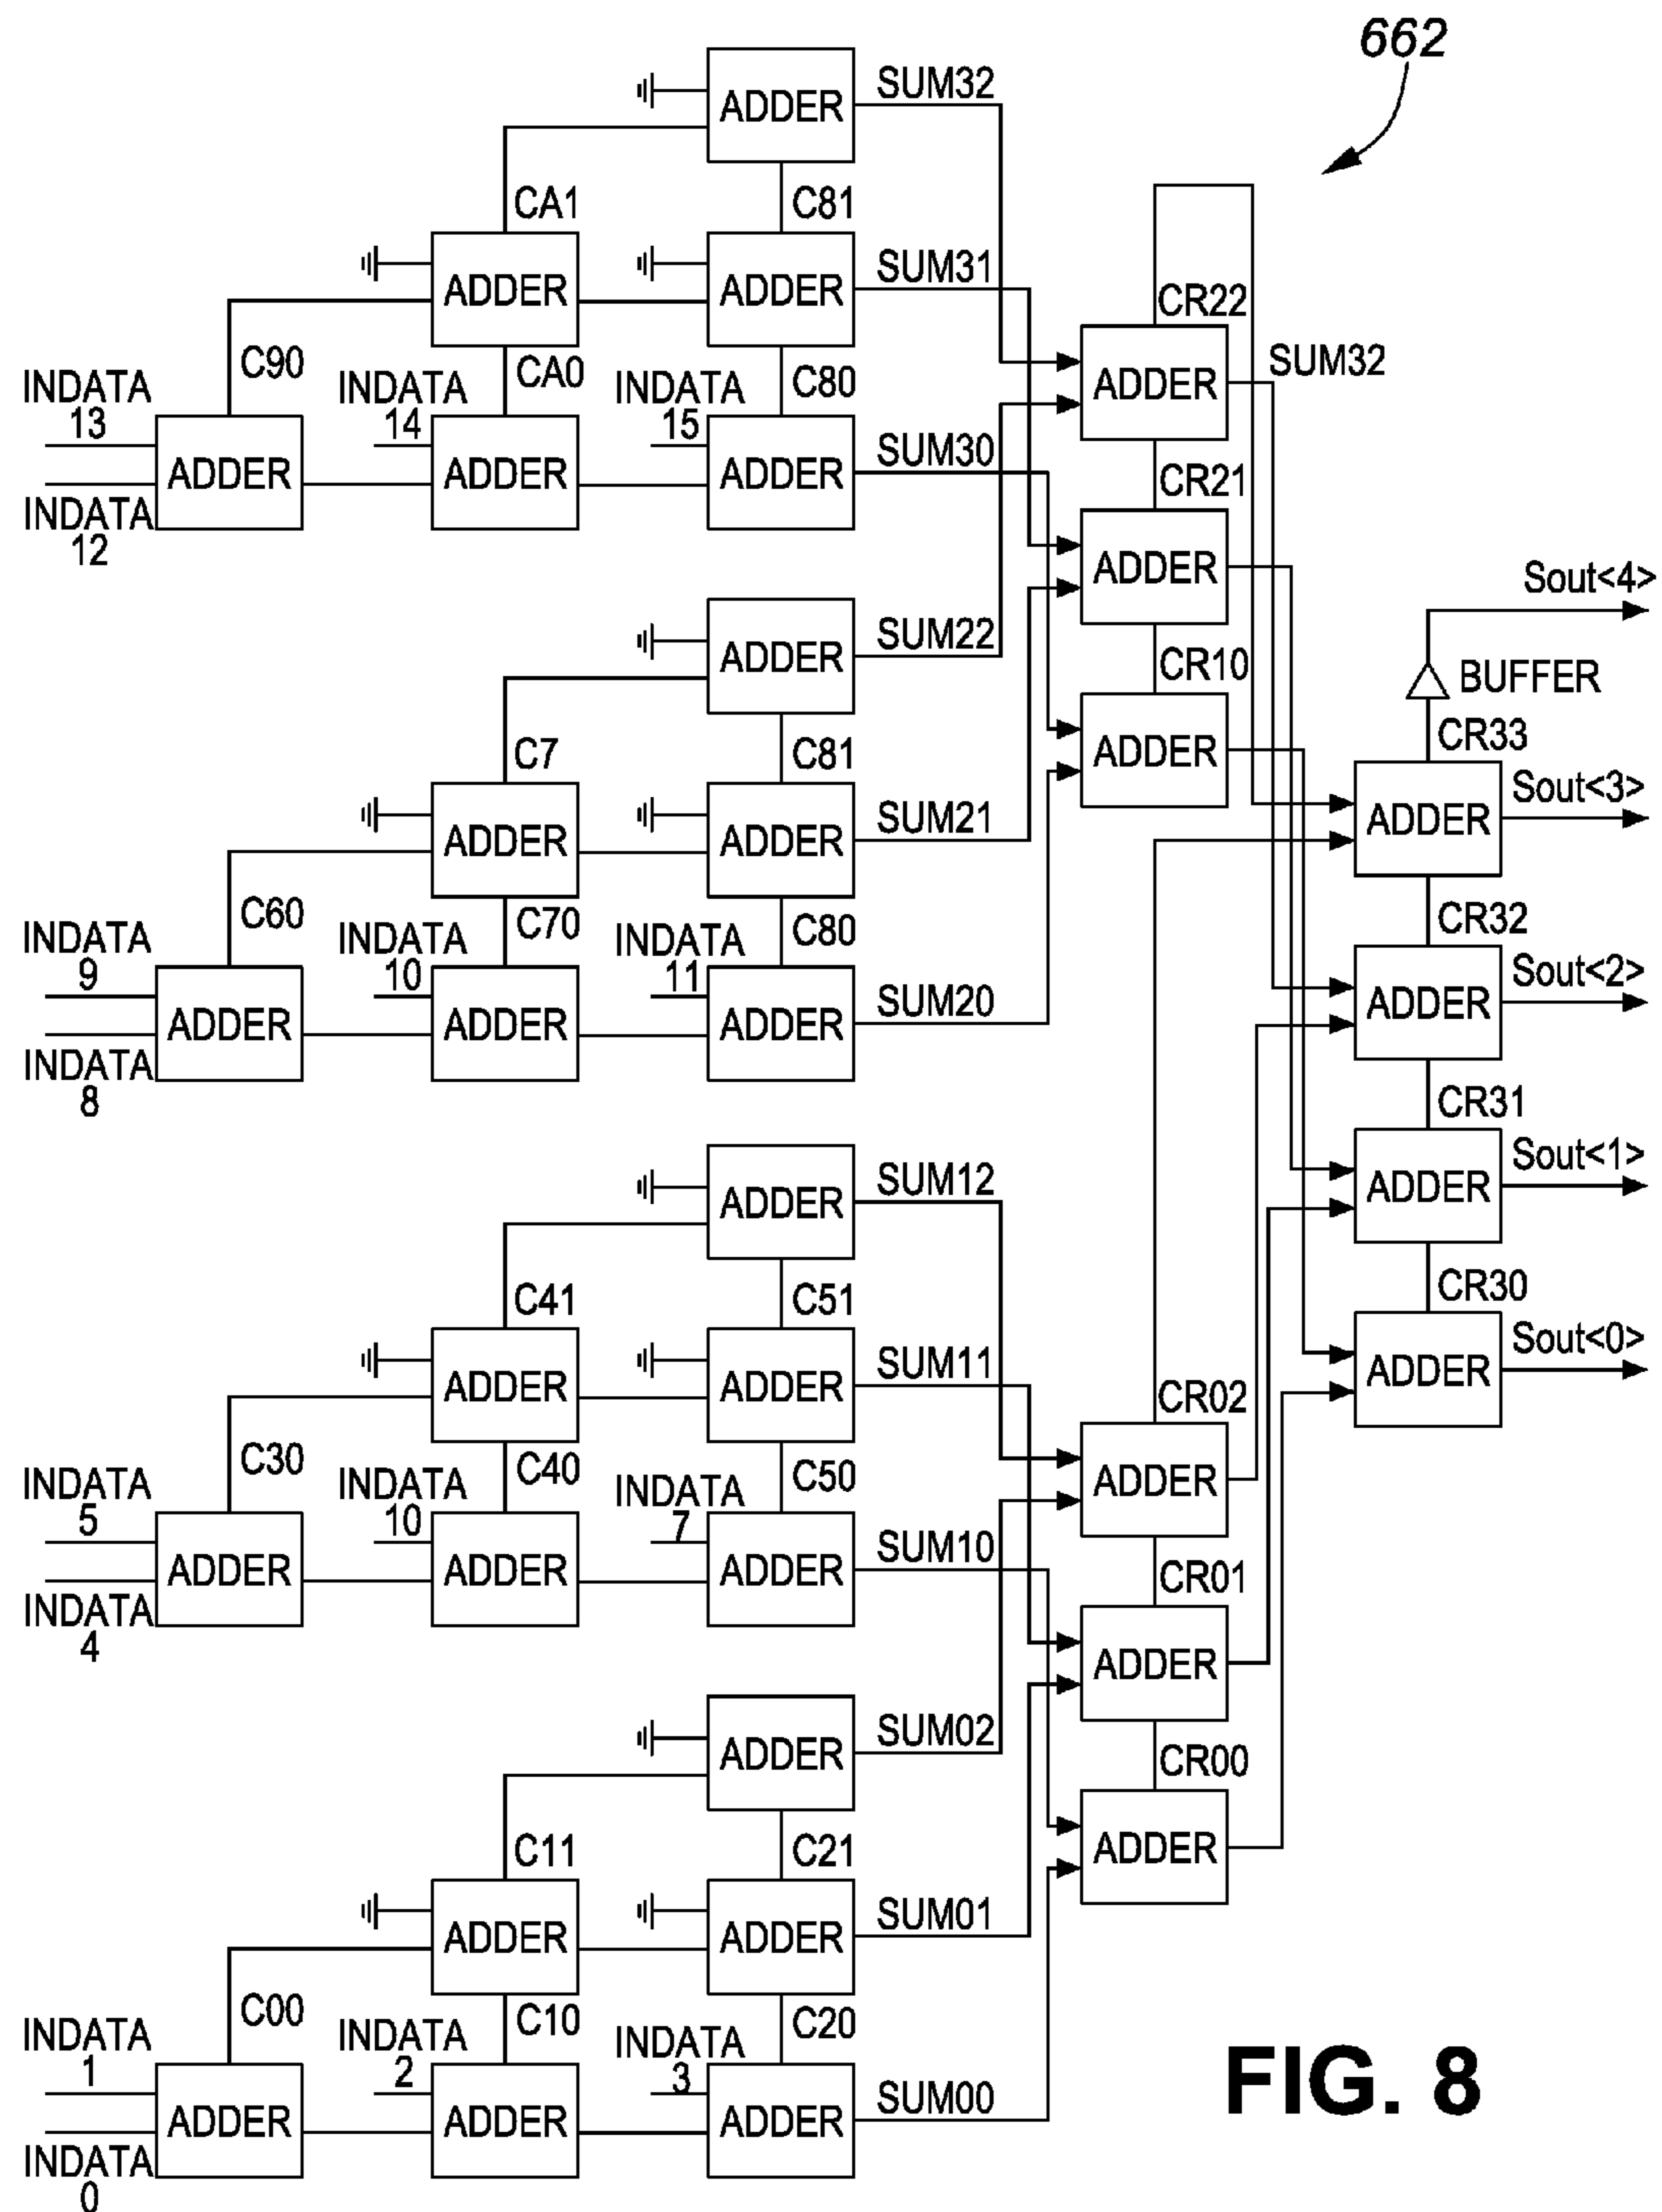 662
ADDER
SUM32
CA1
C81
ADDER
ADDER
SUM31
C90
CA0
C80
INDATA
13
INDATA
14
INDATA
15
ADDER
ADDER
ADDER
SUM30
INDATA
12
CR22
ADDER
SUM32
CR21
ADDER
CR10
ADDER
ADDER
SUM22
C7
C81
ADDER
ADDER
SUM21
C60
C70
C80
INDATA
9
INDATA
10
INDATA
11
ADDER
ADDER
ADDER
SUM20
INDATA
8
Sout<4>
BUFFER
CR33
ADDER
Sout<3>
CR32
ADDER
Sout<2>
CR31
ADDER
Sout<1>
CR30
ADDER
Sout<0>
ADDER
SUM12
C41
C51
ADDER
ADDER
SUM11
C30
C40
C50
INDATA
5
INDATA
10
INDATA
7
ADDER
ADDER
ADDER
SUM10
INDATA
4
CR02
ADDER
CR01
ADDER
CR00
ADDER
ADDER
SUM02
C11
C21
ADDER
ADDER
SUM01
C00
C10
C20
INDATA
1
INDATA
2
INDATA
3
ADDER
ADDER
ADDER
SUM00
INDATA
0
FIG. 8